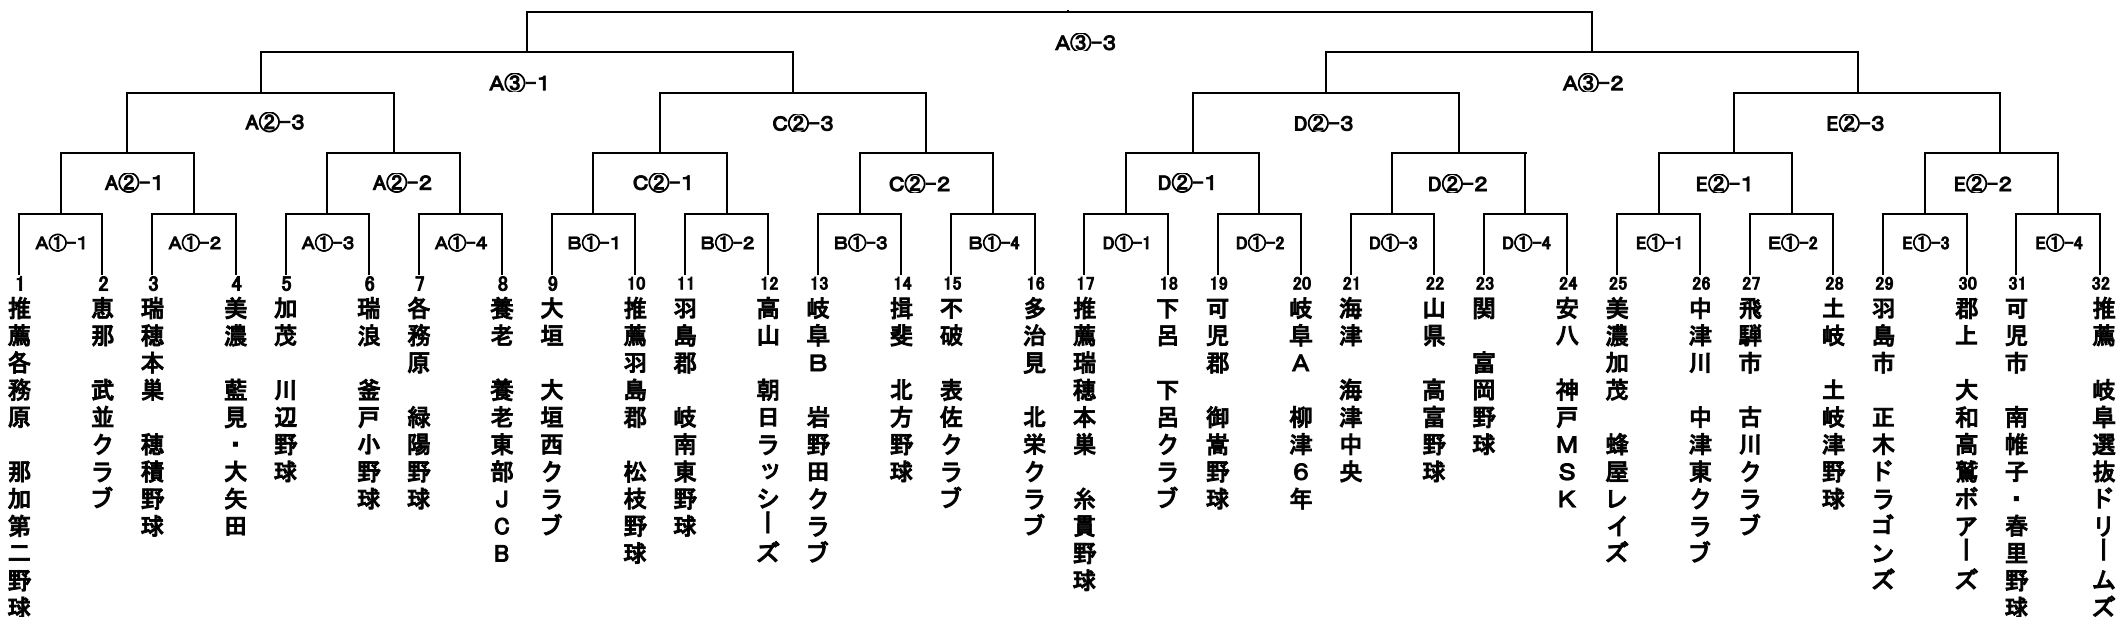 A③-3
A③-1
A③-2
A②-3
C②-3
D②-3
E②-3
A②-1
A②-2
C②-1
C②-2
D②-1
D②-2
E②-1
E②-2
A①-1
A①-2
A①-3
A①-4
B①-1
B①-2
B①-3
B①-4
D①-1
D①-2
D①-3
D①-4
E①-1
E①-2
E①-3
E①-4
1 推薦各務原 那加第二野球
2 恵那 武並クラブ
3 瑞穂本巣 穂積野球
4 美濃 藍見・大矢田
5 加茂 川辺野球
6 瑞浪 釜戸小野球
7 各務原 緑陽野球
8 養老 養老東部JCB
9 大垣 大垣西クラブ
10 推薦羽島郡 松枝野球
11 羽島郡 岐南東野球
12 高山 朝日ラッシーズ
13 岐阜B 岩野田クラブ
14 揖斐 北方野球
15 不破 表佐クラブ
16 多治見 北栄クラブ
17 推薦瑞穂本巣 糸貫野球
18 下呂 下呂クラブ
19 可児郡 御嵩野球
20 岐阜A 柳津6年
21 海津 海津中央
22 山県 高富野球
23 関 富岡野球
24 安八 神戸MSK
25 美濃加茂 蜂屋レイズ
26 中津川 中津東クラブ
27 飛騨市 古川クラブ
28 土岐 土岐津野球
29 羽島市 正木ドラゴンズ
30 郡上 大和高鷲ボアーズ
31 可児市 南帷子・春里野球
32 推薦 岐阜選抜ドリームズ